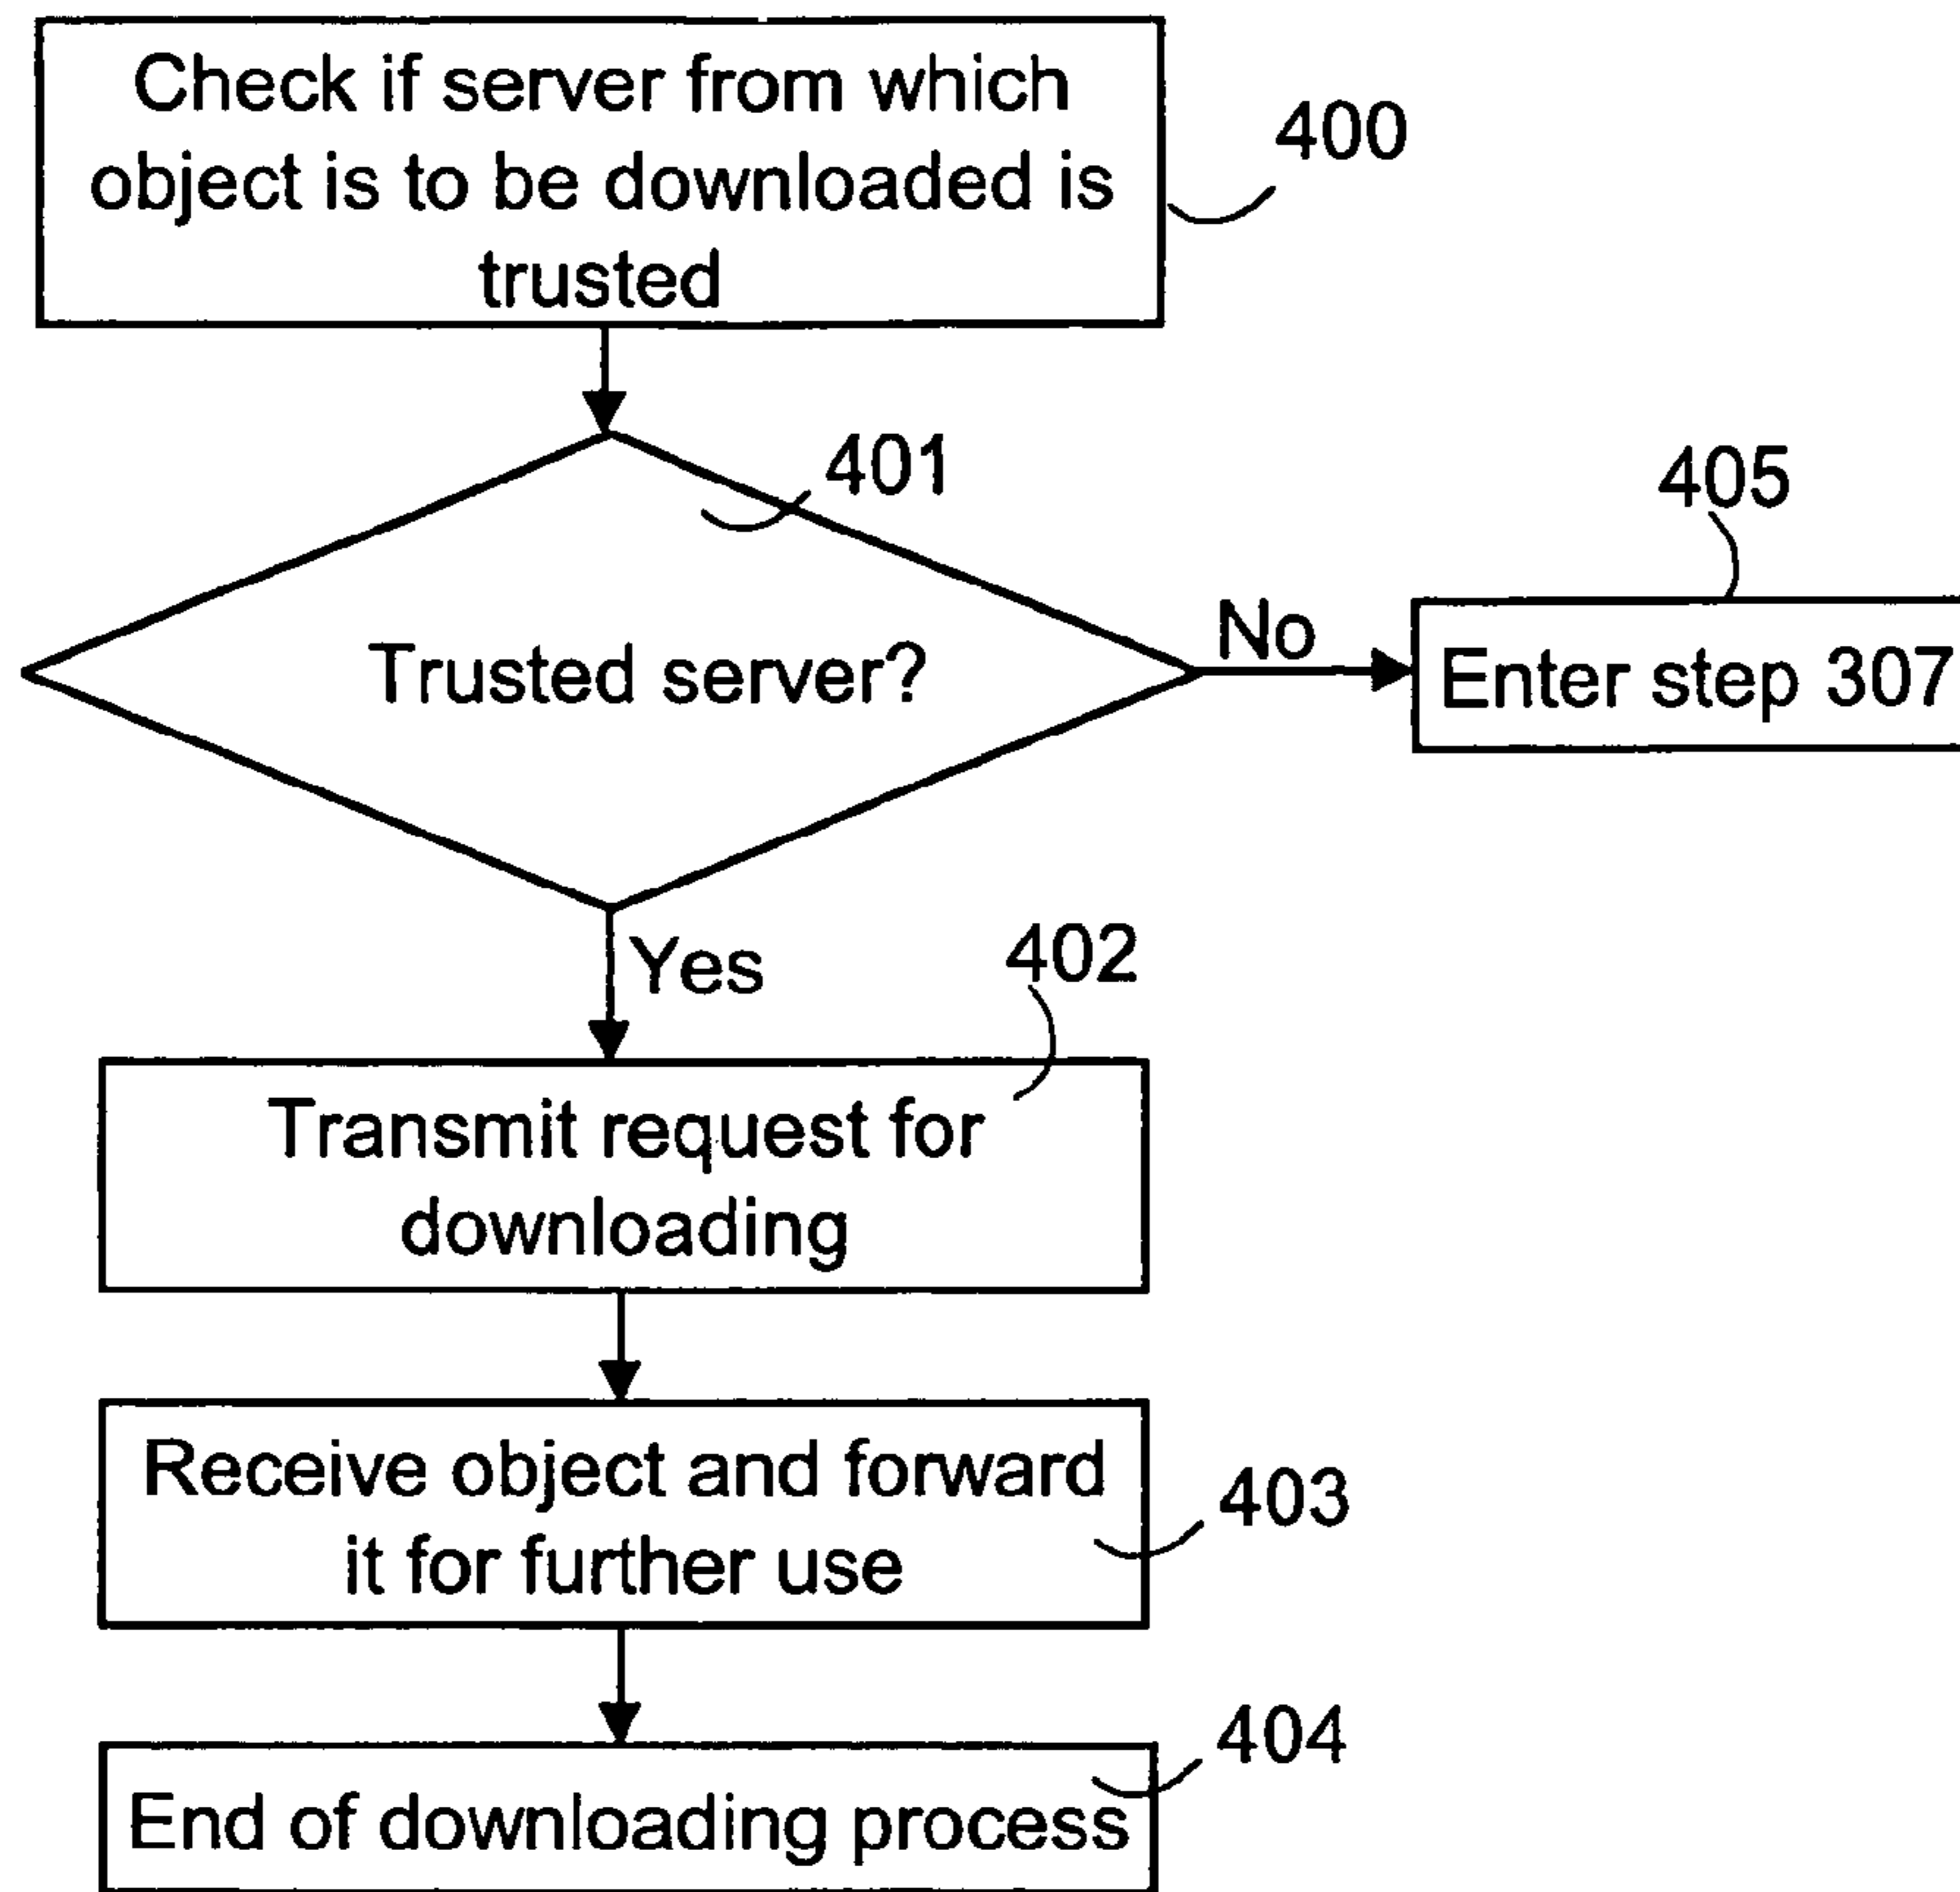 Check if server from which
object is to be downloaded is
trusted
400
401
Trusted server?
No
405
Enter step 307
Yes
402
Transmit request for
downloading
Receive object and forward
it for further use
403
404
End of downloading process